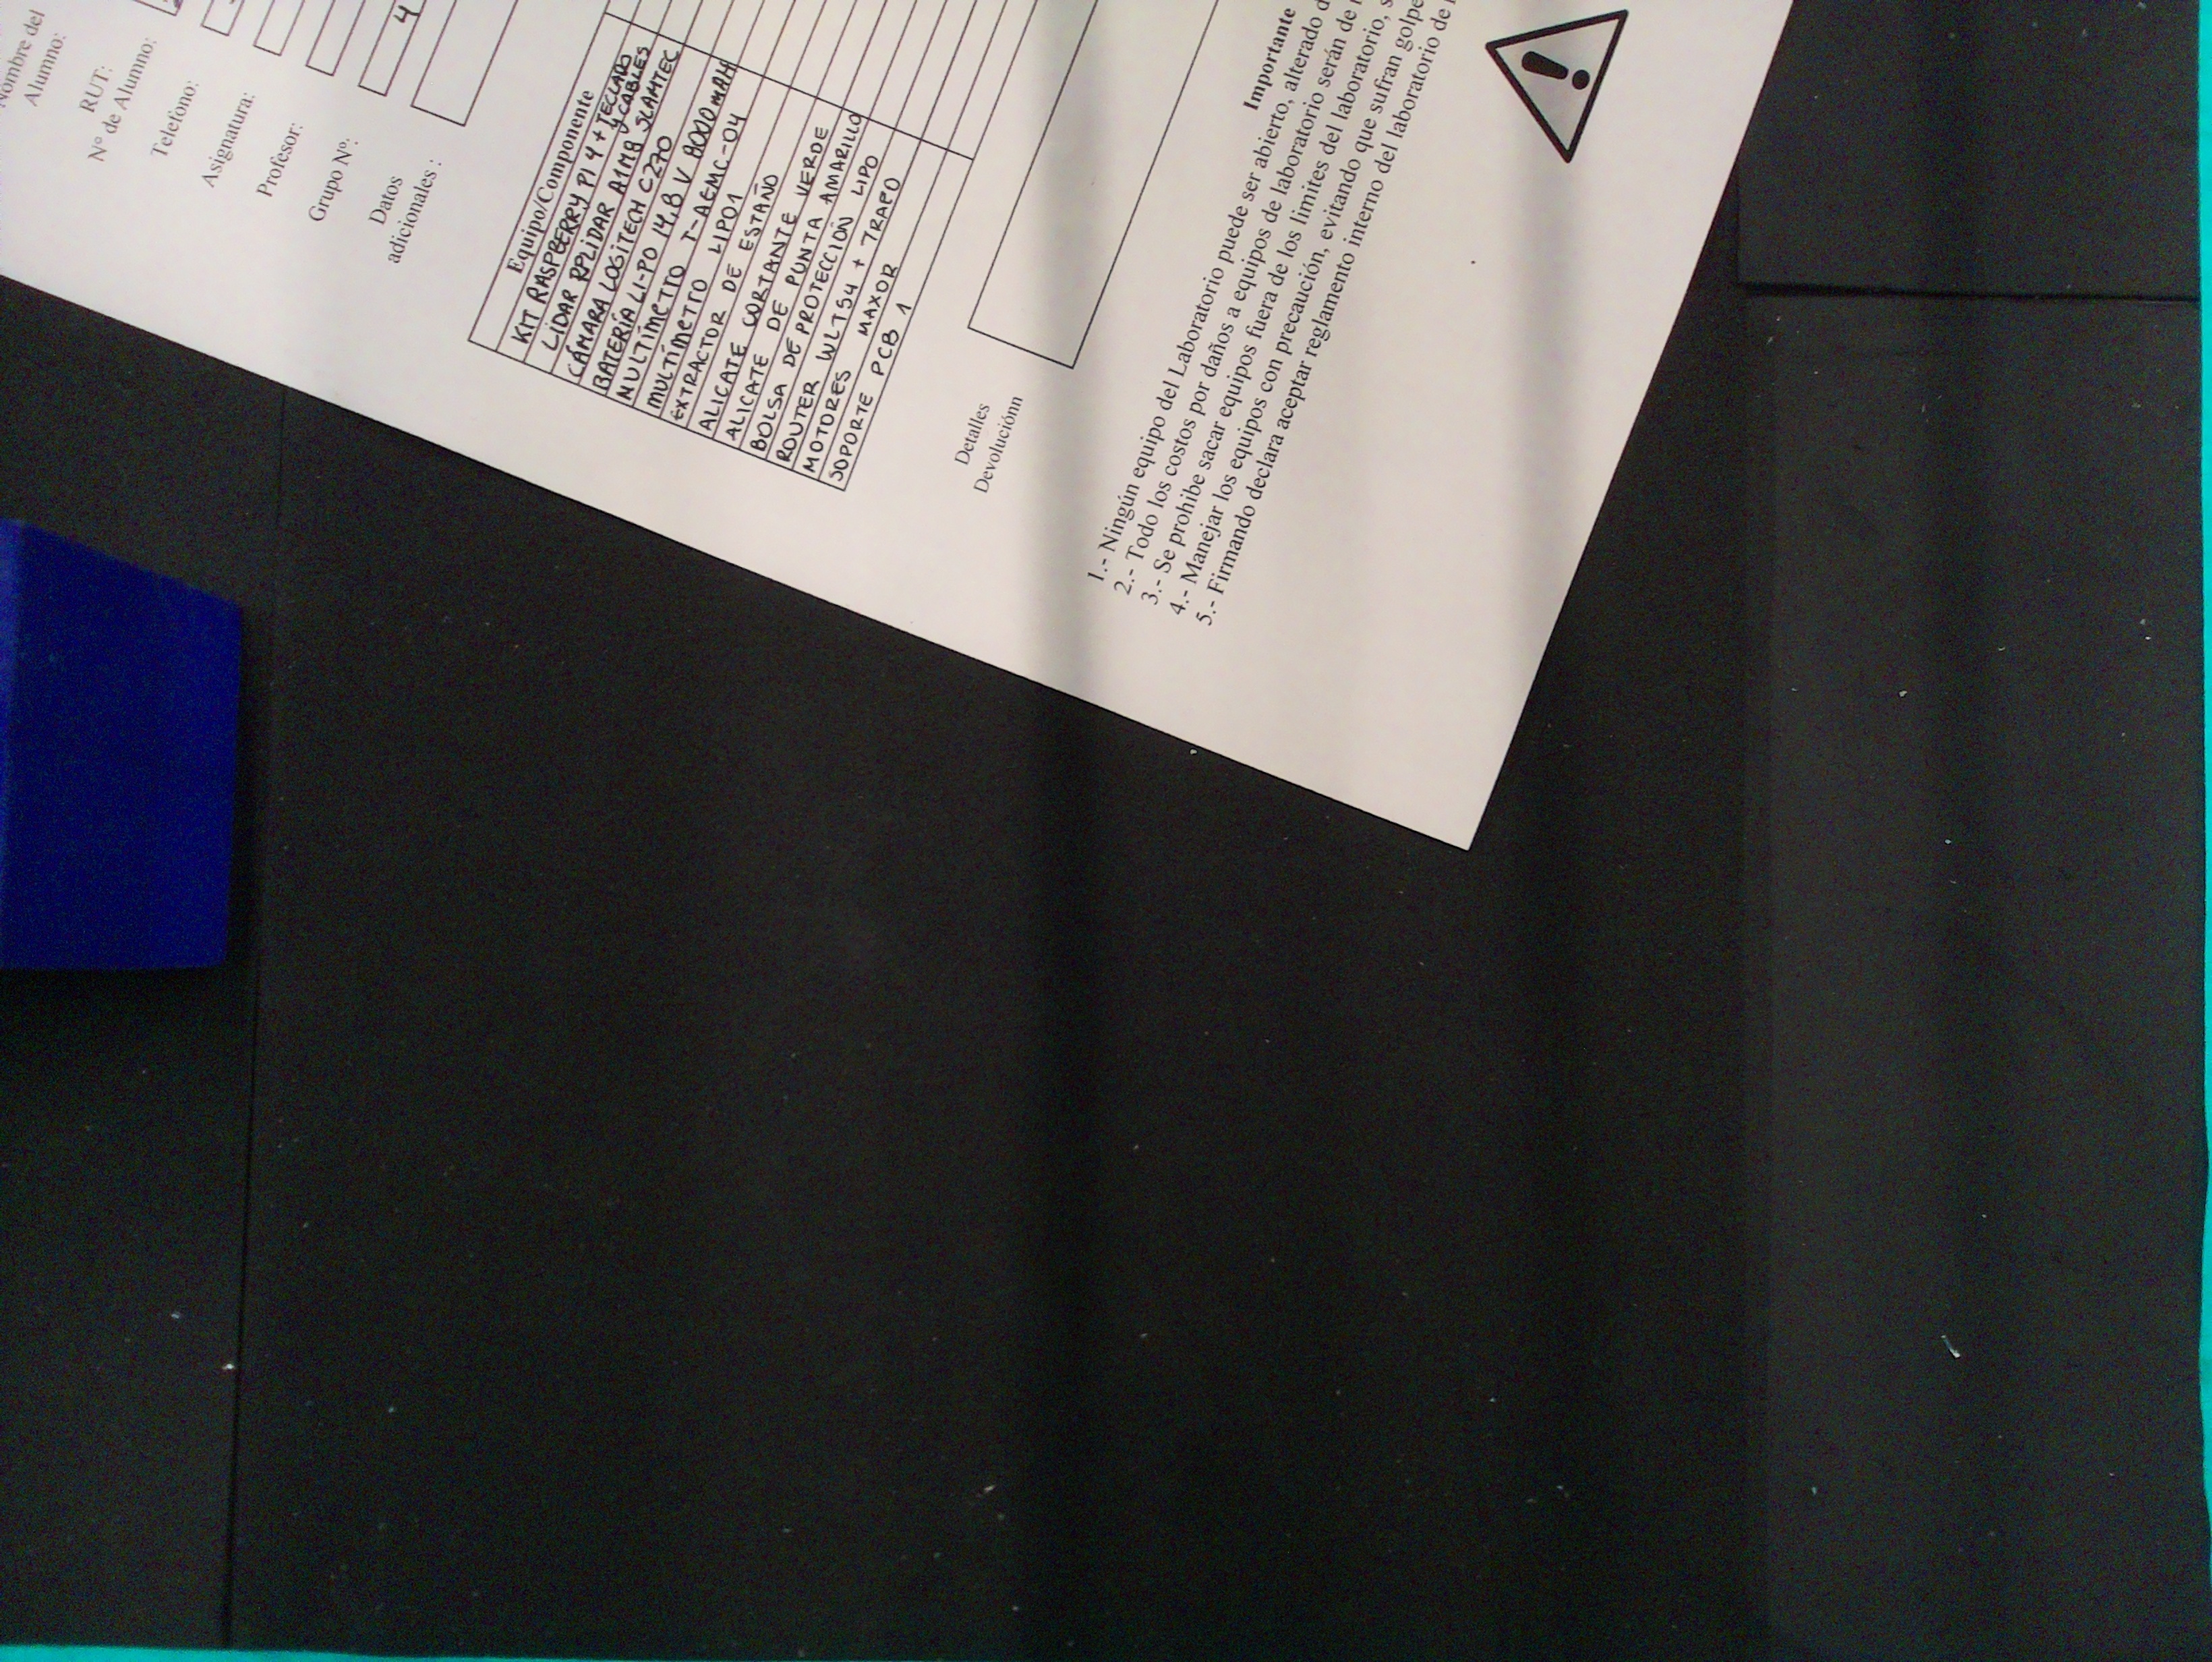 Nombre del
Alumno:
RUT:
Nº de Alumno:
Telefono:
Asignatura:
Profesor:
Grupo Nº:
4
Datos
adicionales :
Equipo/Componente
KIT RASPBERRY PI 4 + TECLADO
Y CABLES
LiDAR RPLiDAR A1M8 SLAMTEC
CÁMARA LOGITECH C270
BATERÍA LI-PO 14,8 V 8000 mAH
MULTÍMETRO T-AEMC-04
MULTÍMETRO LIPO1
EXTRACTOR DE ESTAÑO
ALICATE CORTANTE VERDE
ALICATE DE PUNTA AMARILLO
BOLSA DE PROTECCIÓN LIPO
ROUTER WLT54 + TRAPO
MOTORES MAXOR
SOPORTE PCB 1
Detalles
Devoluciónn
Importante
1.- Ningún equipo del Laboratorio puede ser abierto, alterado
2.- Todo los costos por daños a equipos de laboratorio serán de
3.- Se prohibe sacar equipos fuera de los limites del laboratorio,
4.- Manejar los equipos con precaución, evitando que sufran
5.- Firmando declara aceptar reglamento interno del laboratorio de